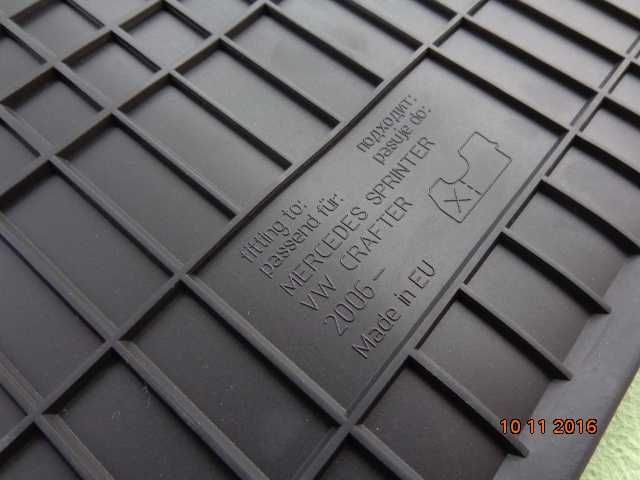 fitting to: подходит:
passend für: pasuje do:
MERCEDES SPRINTER
VW CRAFTER
2006-
Made in EU
10 11 2016